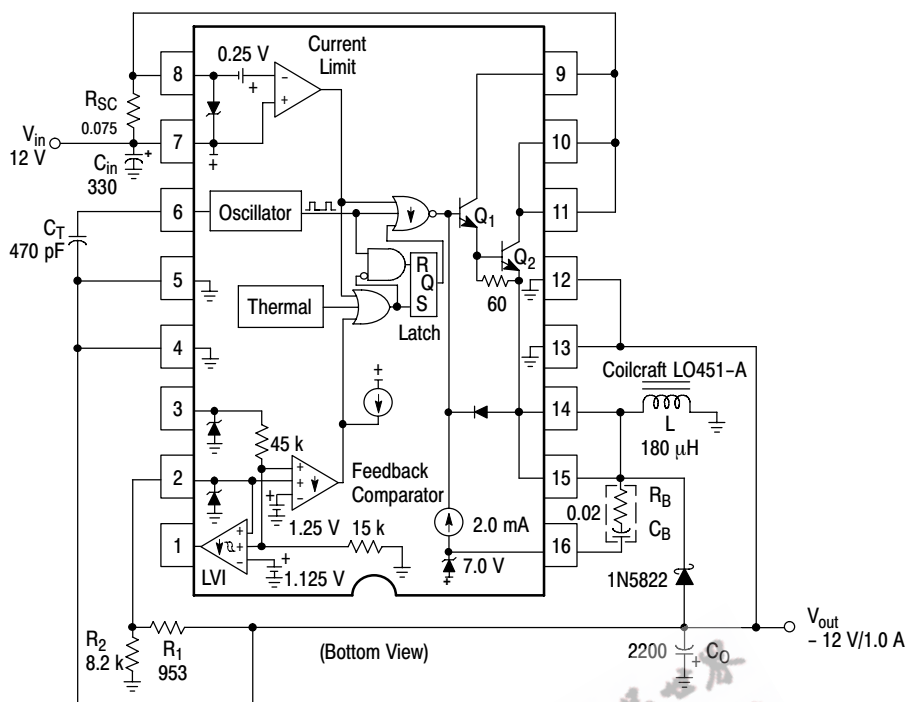 Current
Limit
0.25 V
8
9
R_SC
0.075
V_in
12 V
7
10
C_in
330
6
Oscillator
Q_1
11
C_T
470 pF
Q_2
R
Q
S
5
12
60
Thermal
Latch
4
13
Coilcraft LO451-A
3
14
L
180 µH
45 k
2
Feedback
Comparator
15
R_B
0.02
C_B
1.25 V
15 k
2.0 mA
1
16
7.0 V
LVI
1.125 V
1N5822
R_2
8.2 k
R_1
953
(Bottom View)
V_out
- 12 V/1.0 A
2200
C_O